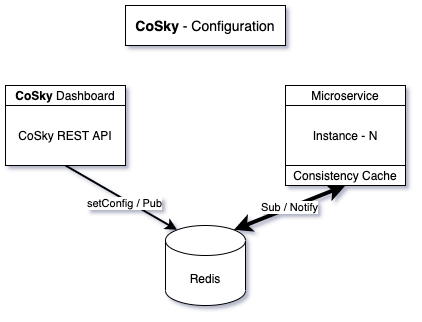 CoSky - Configuration
CoSky Dashboard
CoSky REST API
Microservice
Instance - N
Consistency Cache
setConfig / Pub
Sub / Notify
Redis